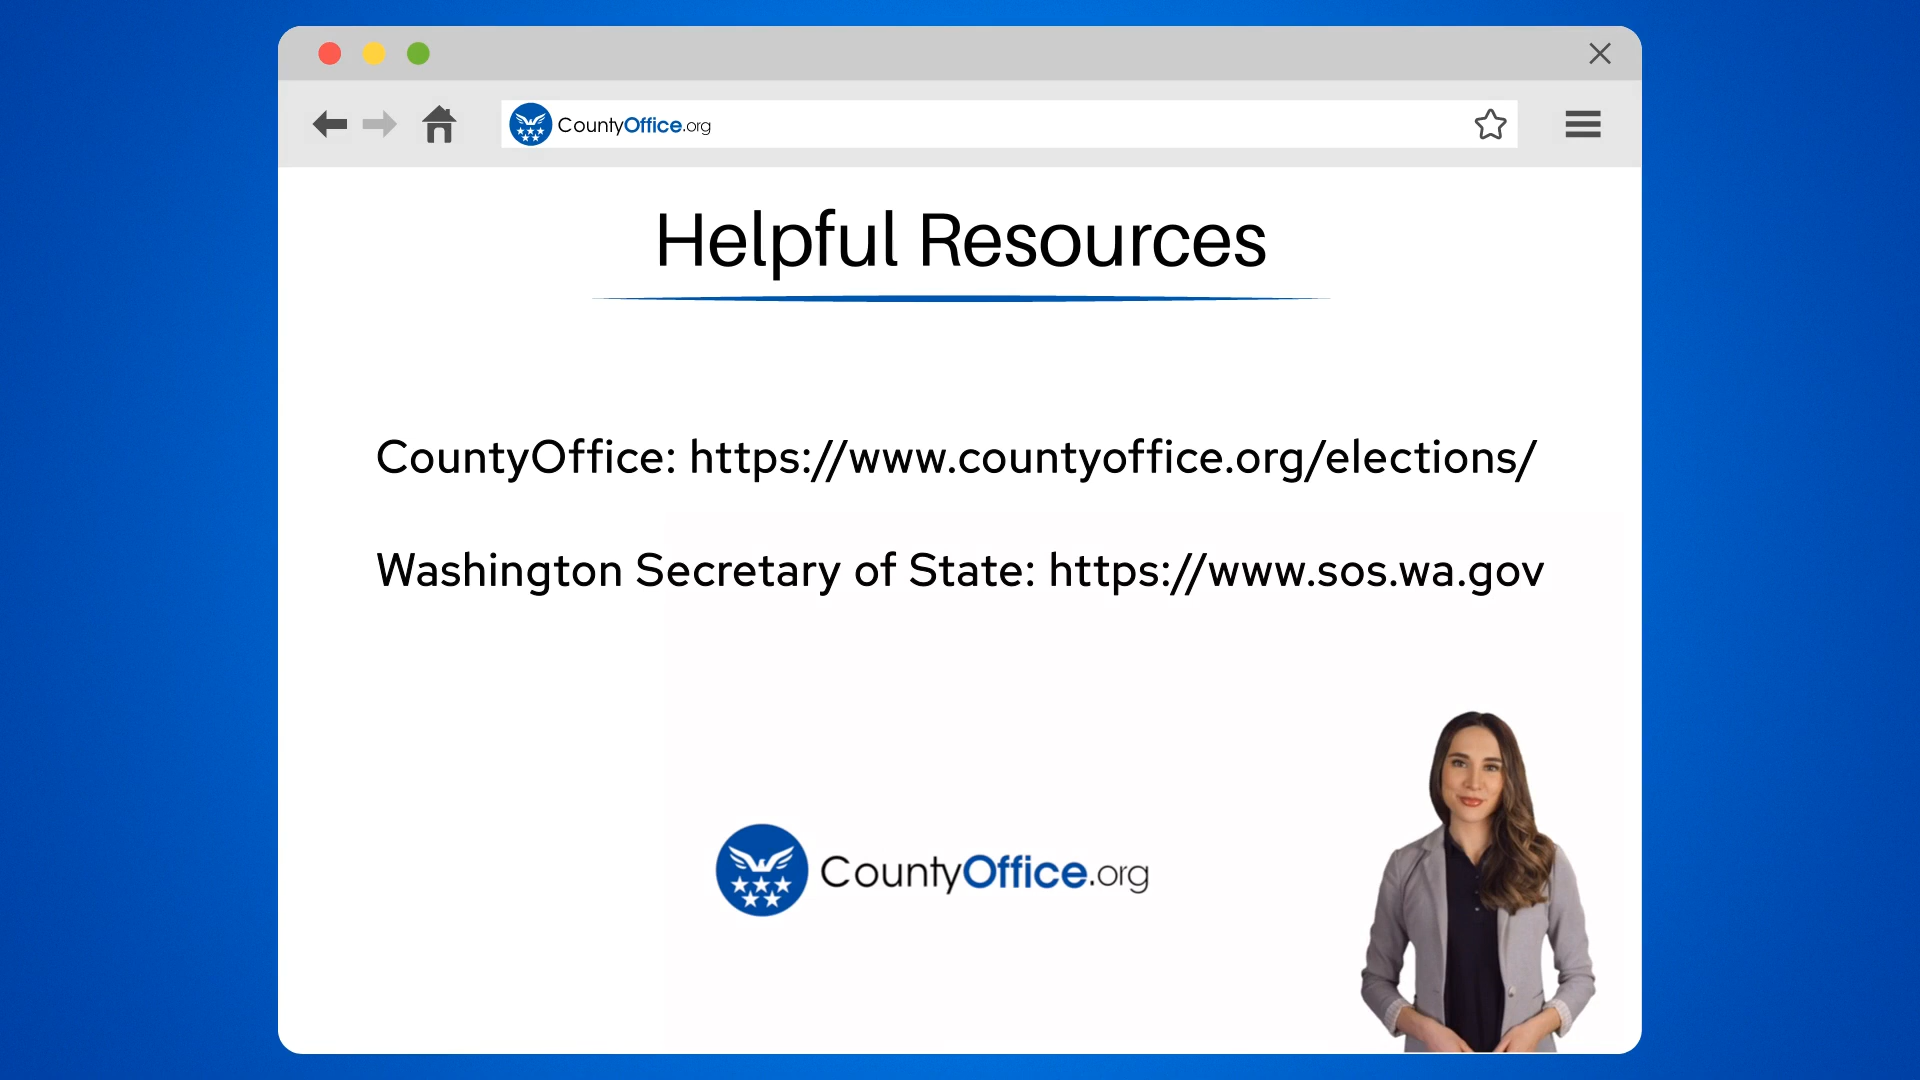 CountyOffice.org
Helpful Resources
CountyOffice: https://www.countyoffice.org/elections/
Washington Secretary of State: https://www.sos.wa.gov
CountyOffice.org